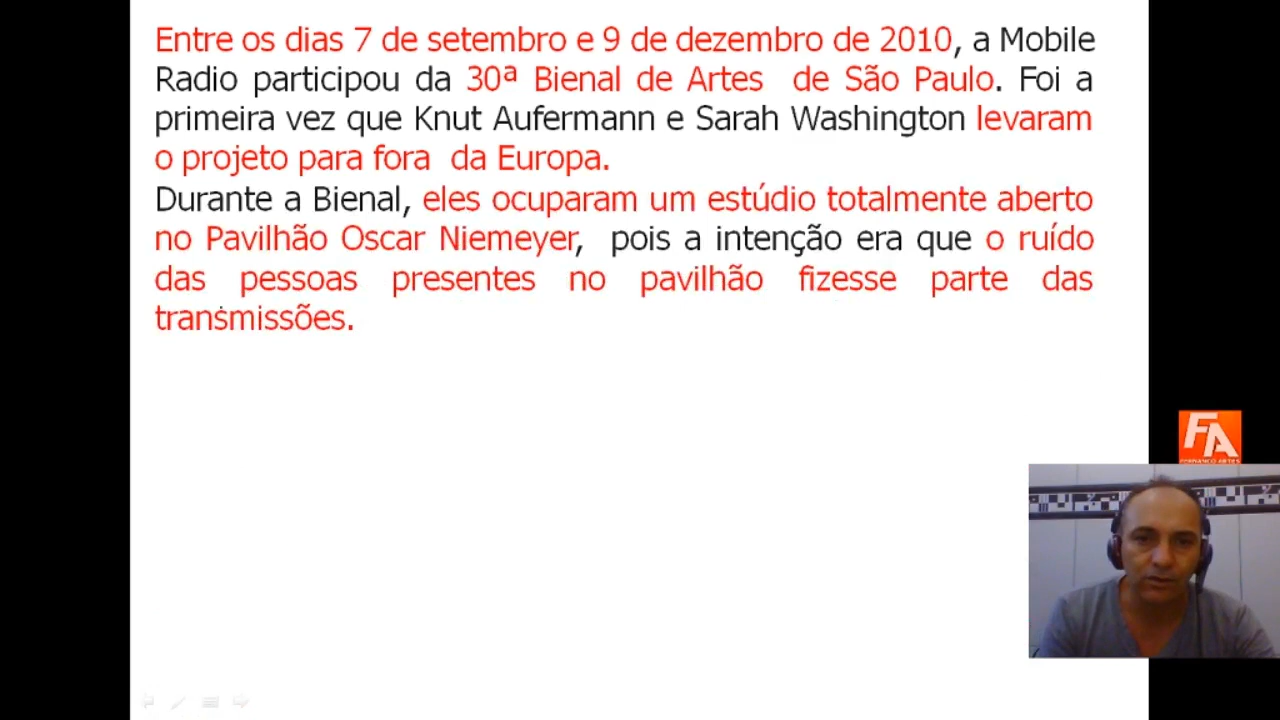 Entre os dias 7 de setembro e 9 de dezembro de 2010, a Mobile
Radio participou da 30ª Bienal de Artes de São Paulo. Foi a
primeira vez que Knut Aufermann e Sarah Washington levaram
o projeto para fora da Europa.
Durante a Bienal, eles ocuparam um estúdio totalmente aberto
no Pavilhão Oscar Niemeyer, pois a intenção era que o ruído
das pessoas presentes no pavilhão fizesse parte das
transmissões.
FA